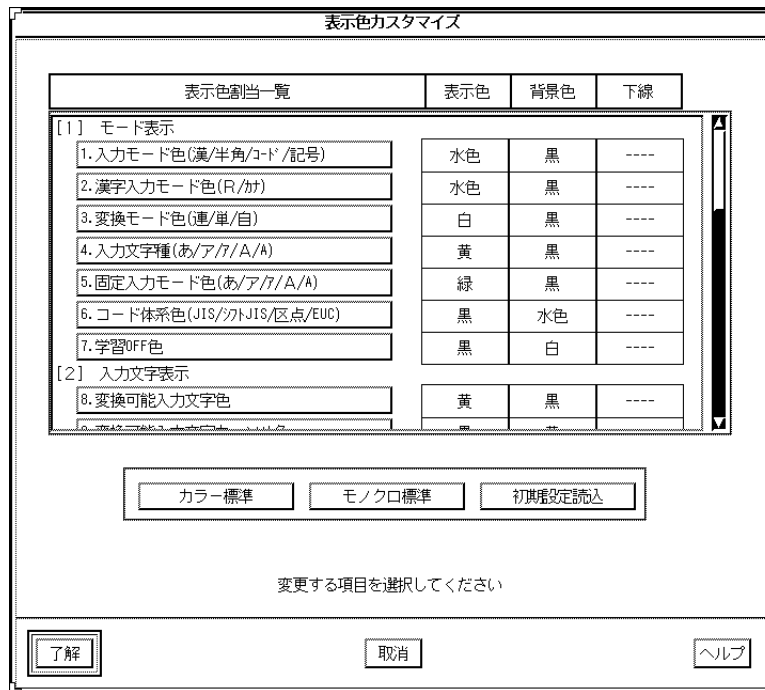 表示色カスタマイズ
表示色割当一覧 表示色 背景色 下線
[1] モード表示
1.入力モード色(漢/半角/ｺｰﾄﾞ/記号) 水色 黒 ----
2.漢字入力モード色(Ｒ/ｶﾅ) 水色 黒 ----
3.変換モード色(連/単/自) 白 黒 ----
4.入力文字種(あ/ア/ｱ/Ａ/A) 黄 黒 ----
5.固定入力モード色(あ/ア/ｱ/Ａ/A) 緑 黒 ----
6.コード体系色(JIS/ｼﾌﾄJIS/区点/EUC) 黒 水色 ----
7.学習OFF色 黒 白 ----
[2] 入力文字表示
8.変換可能入力文字色 黄 黒 ----
カラー標準 モノクロ標準 初期設定読込
変更する項目を選択してください
了解 取消 ヘルプ